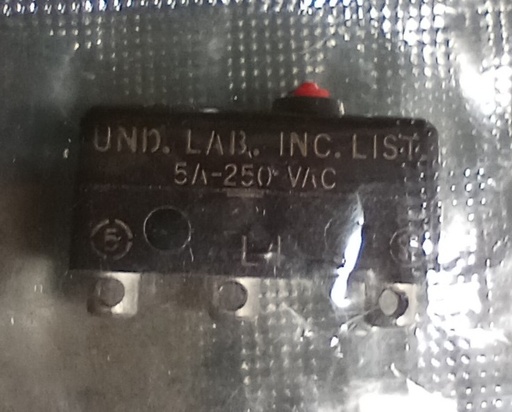 UND. LAB. INC. LIST.
5A-250 VAC